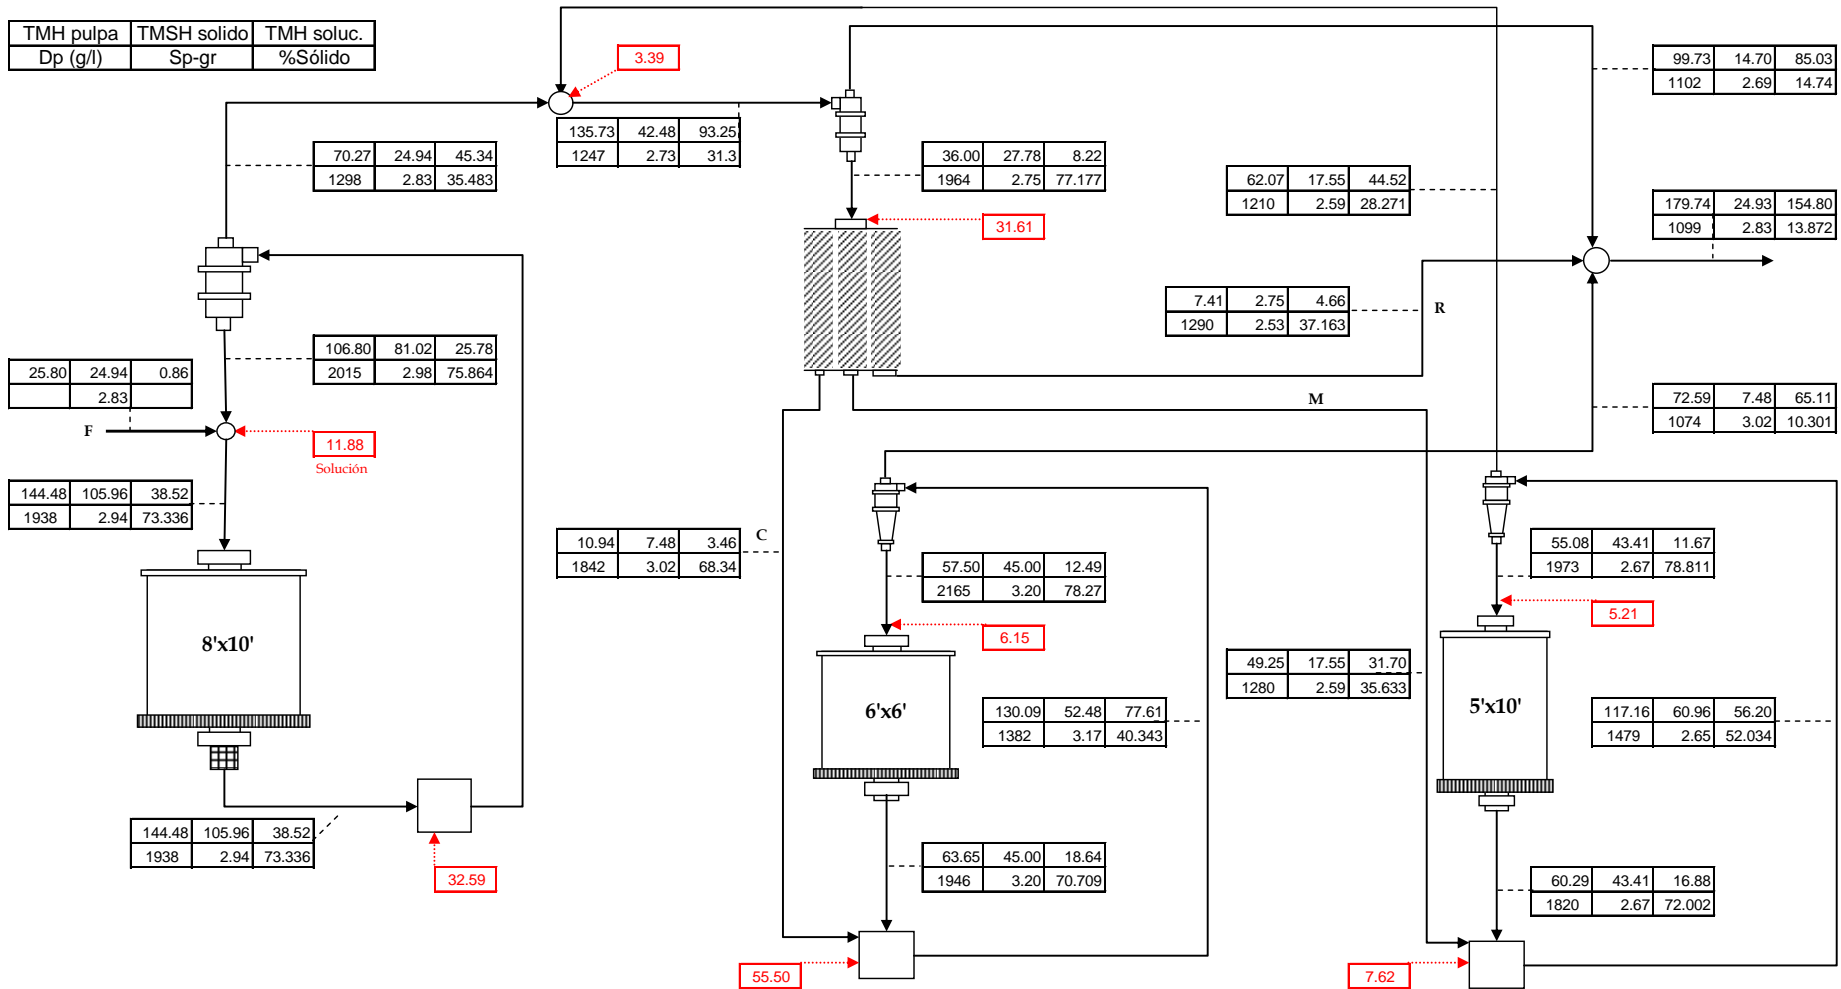 TMH pulpa TMSH solido TMH soluc.
Dp (g/l) Sp-gr %Sólido
3.39
99.73 14.70 85.03
1102 2.69 14.74
135.73 42.48 93.25
1247 2.73 31.3
70.27 24.94 45.34
1298 2.83 35.483
36.00 27.78 8.22
1964 2.75 77.177
62.07 17.55 44.52
1210 2.59 28.271
179.74 24.93 154.80
1099 2.83 13.872
31.61
7.41 2.75 4.66
1290 2.53 37.163
R
106.80 81.02 25.78
2015 2.98 75.864
25.80 24.94 0.86
2.83
F
11.88
Solución
M
72.59 7.48 65.11
1074 3.02 10.301
144.48 105.96 38.52
1938 2.94 73.336
C
10.94 7.48 3.46
1842 3.02 68.34
57.50 45.00 12.49
2165 3.20 78.27
55.08 43.41 11.67
1973 2.67 78.811
5.21
6.15
8'x10'
49.25 17.55 31.70
1280 2.59 35.633
6'x6'
5'x10'
130.09 52.48 77.61
1382 3.17 40.343
117.16 60.96 56.20
1479 2.65 52.034
144.48 105.96 38.52
1938 2.94 73.336
32.59
63.65 45.00 18.64
1946 3.20 70.709
60.29 43.41 16.88
1820 2.67 72.002
55.50
7.62